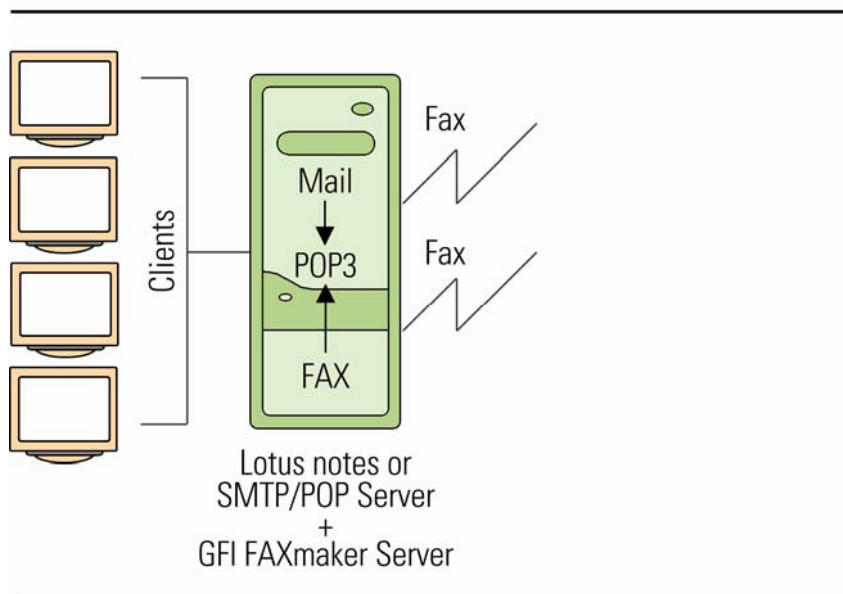 Clients
Mail
POP3
FAX
Fax
Fax
Lotus notes or
SMTP/POP Server
+
GFI FAXmaker Server